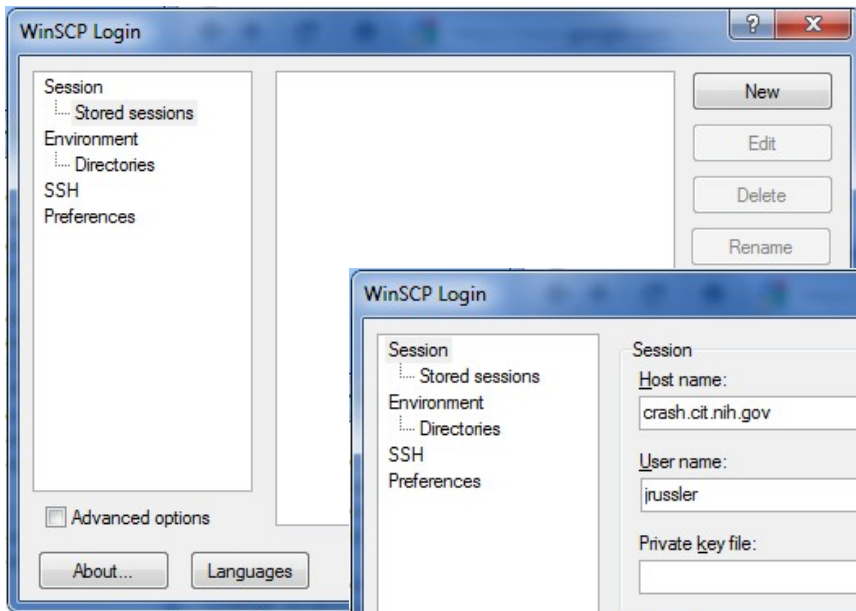 WinSCP Login
?
X
Session
Stored sessions
Environment
Directories
SSH
Preferences
New
Edit
Delete
Rename
Advanced options
About...
Languages
WinSCP Login
Session
Stored sessions
Environment
Directories
SSH
Preferences
Session
Host name:
crash.cit.nih.gov
User name:
jrussler
Private key file: